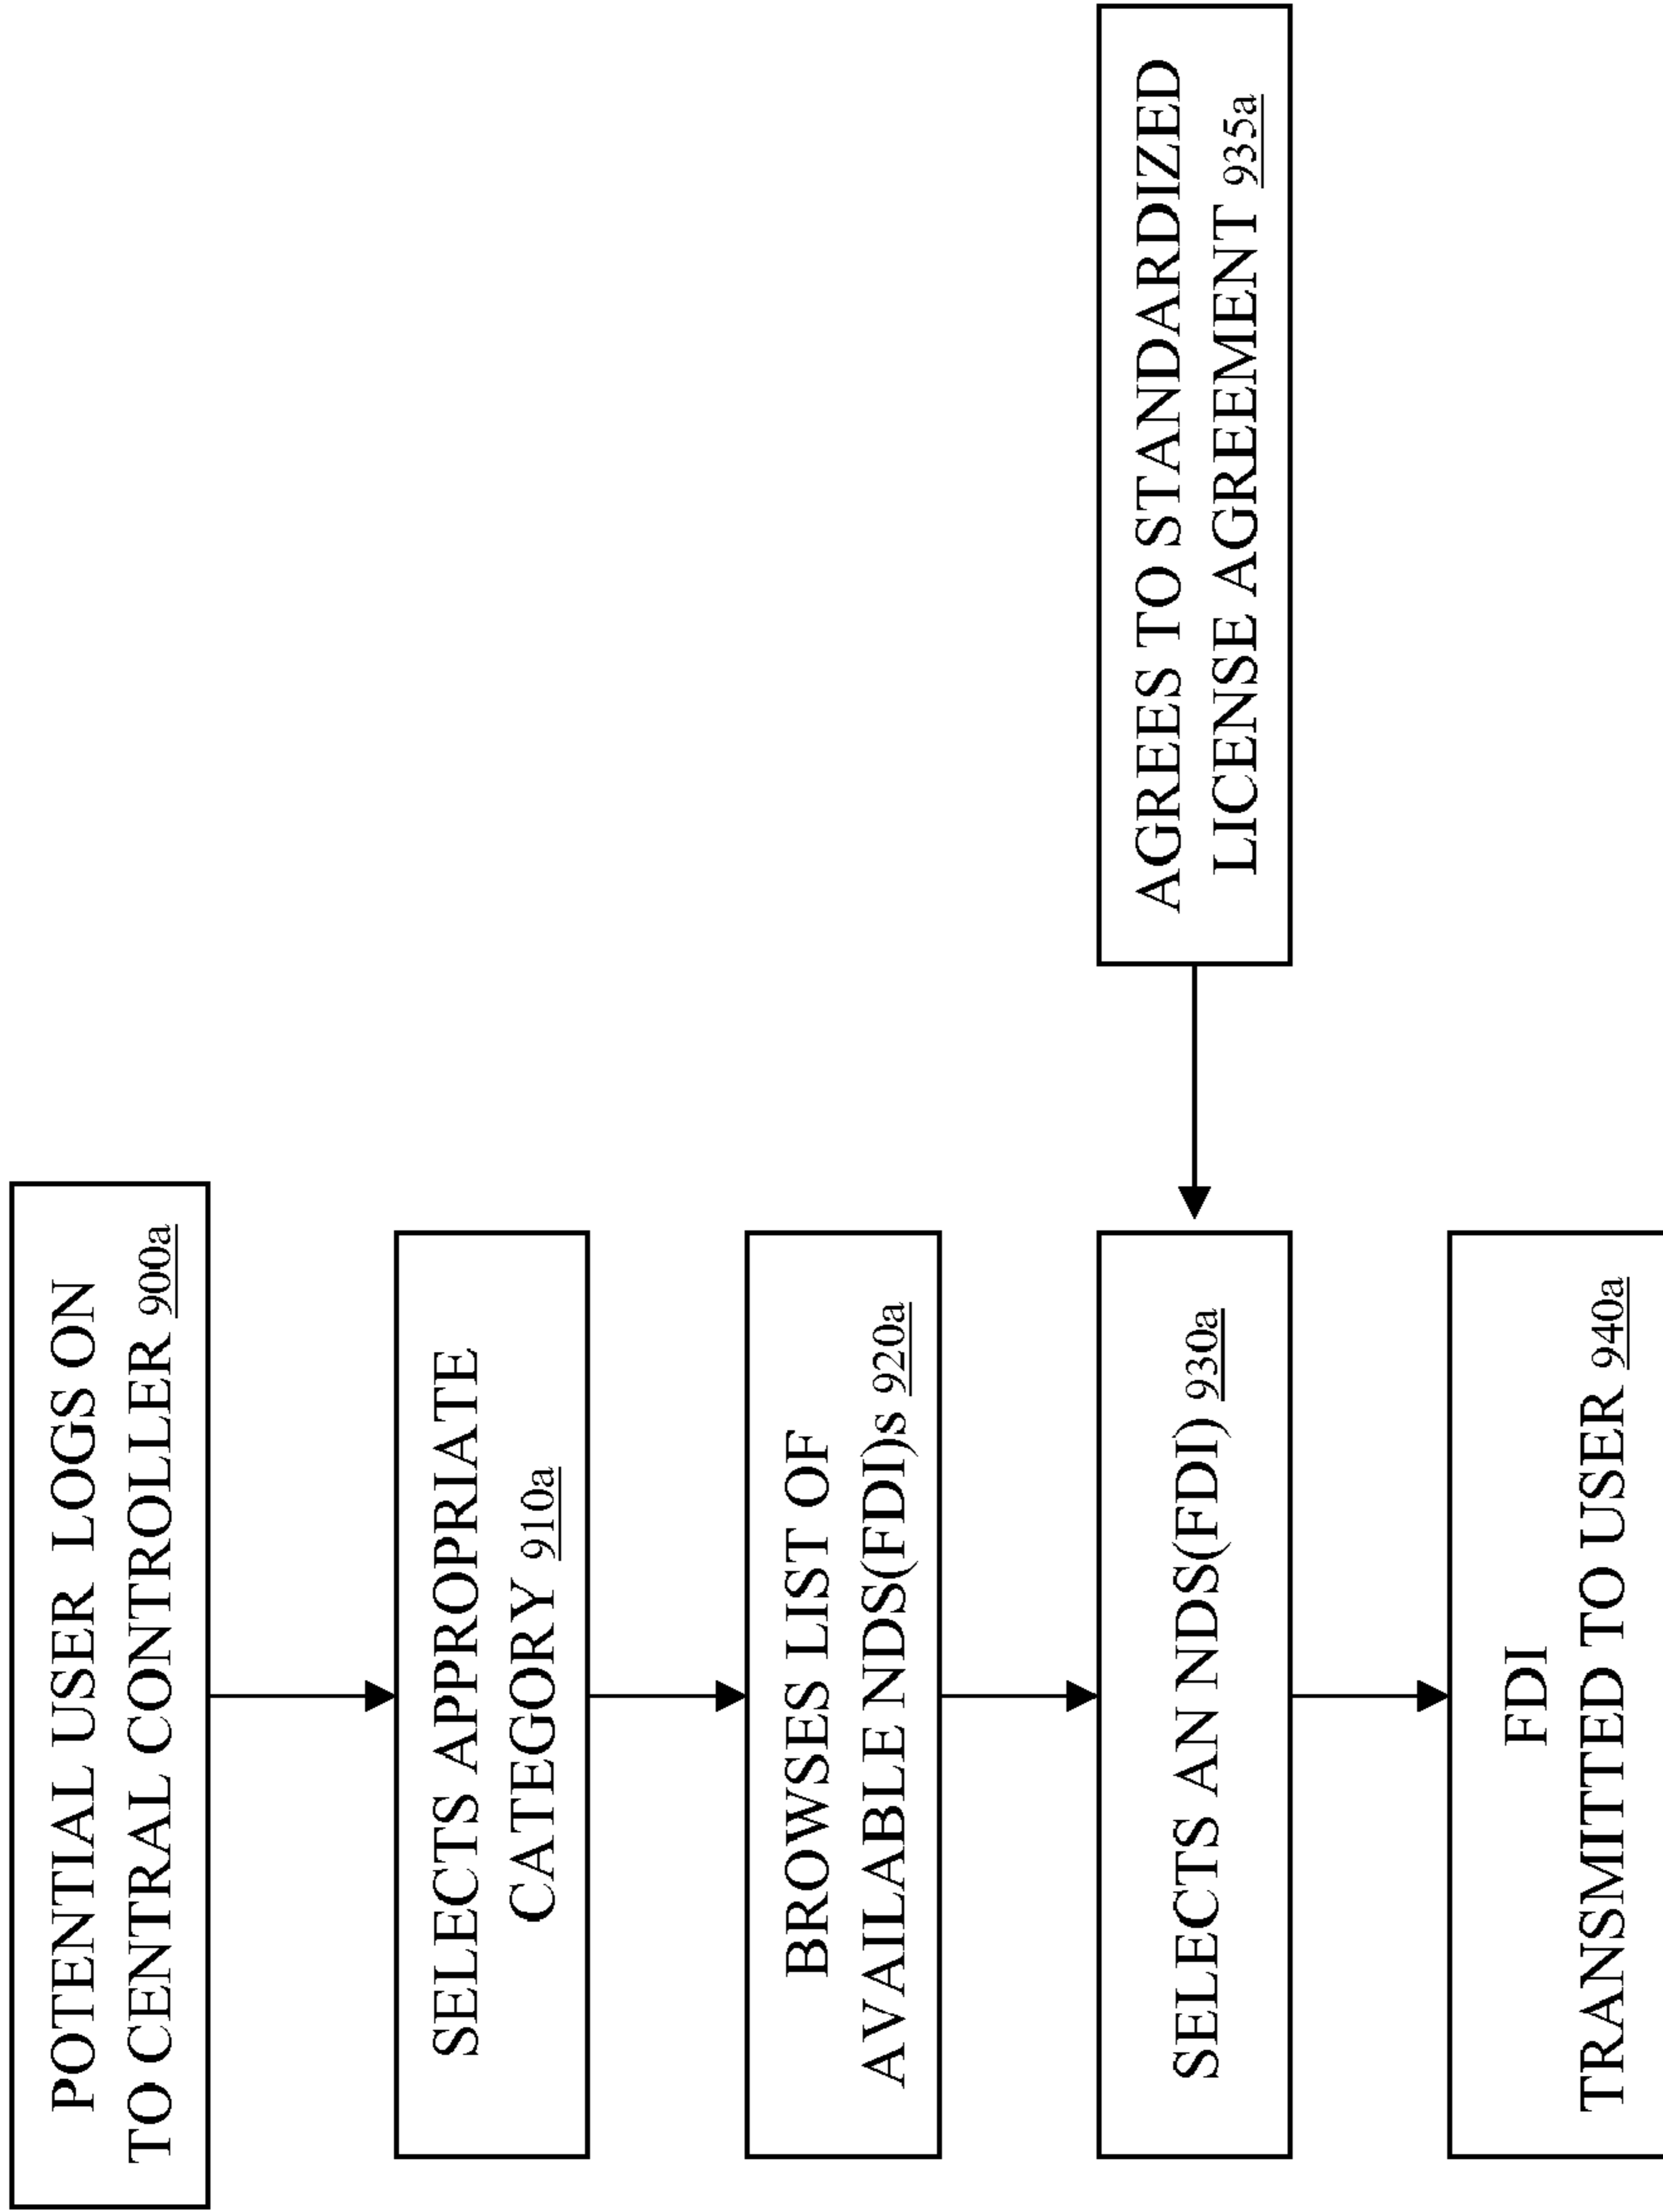 POTENTIAL USER LOGS ON
TO CENTRAL CONTROLLER 900a
SELECTS APPROPRIATE
CATEGORY 910a
BROWSES LIST OF
AVAILABLE NDS(FDI)s 920a
SELECTS AN NDS(FDI) 930a
AGREES TO STANDARDIZED
LICENSE AGREEMENT 935a
FDI
TRANSMITTED TO USER 940a